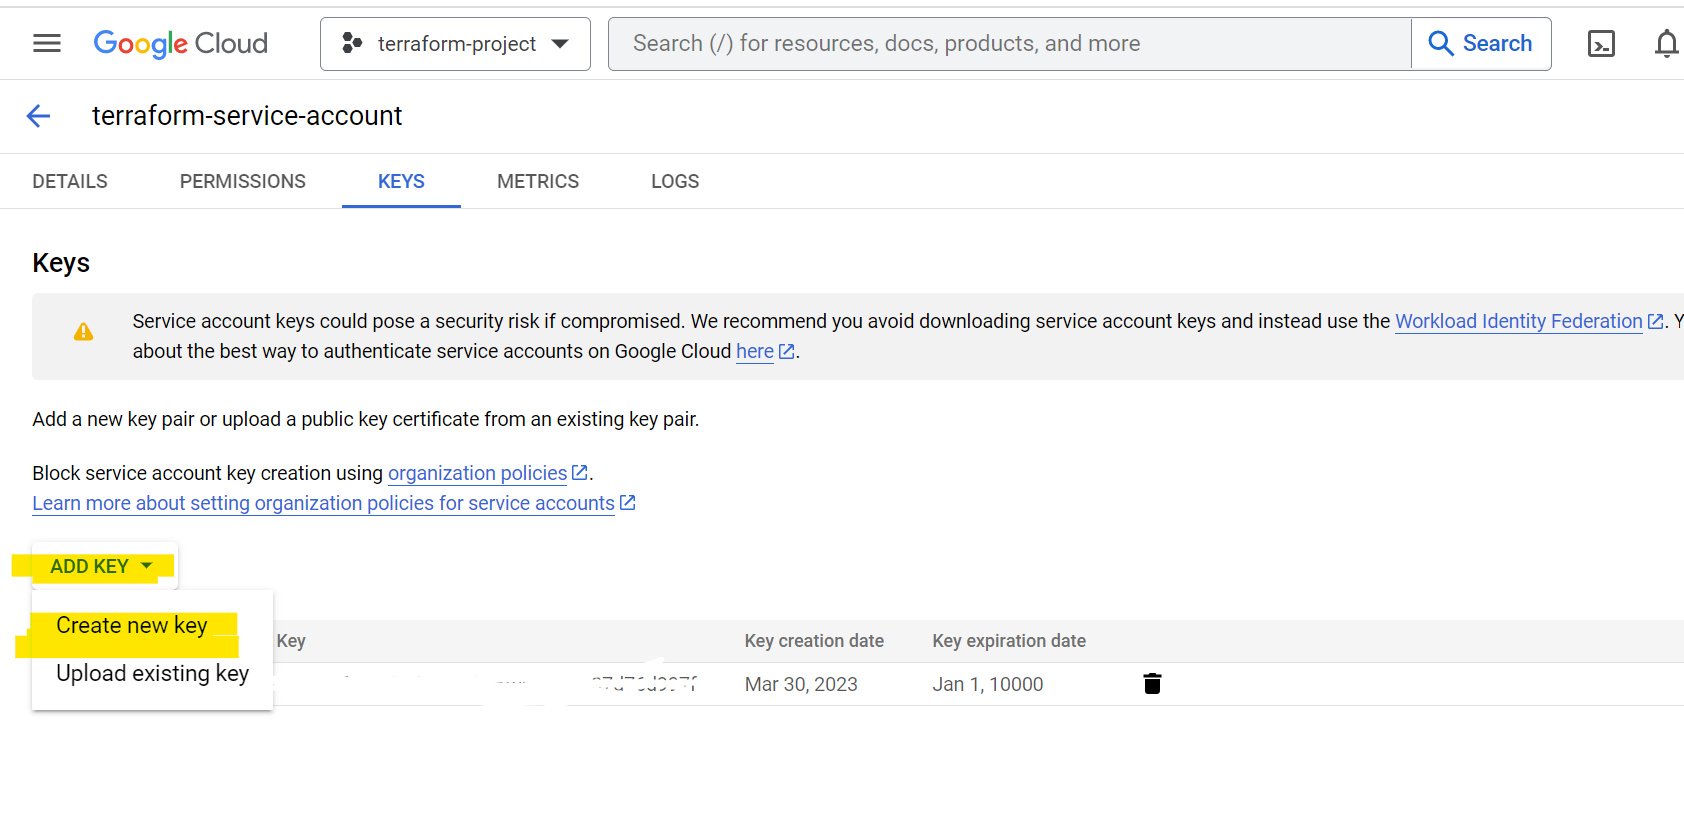 Google Cloud terraform-project Search (/) for resources, docs, products, and more Search
terraform-service-account
DETAILS PERMISSIONS KEYS METRICS LOGS
Keys
Service account keys could pose a security risk if compromised. We recommend you avoid downloading service account keys and instead use the Workload Identity Federation . Y
about the best way to authenticate service accounts on Google Cloud here .
Add a new key pair or upload a public key certificate from an existing key pair.
Block service account key creation using organization policies .
Learn more about setting organization policies for service accounts
ADD KEY
Create new key
Upload existing key
Key Key creation date Key expiration date
Mar 30, 2023 Jan 1, 10000